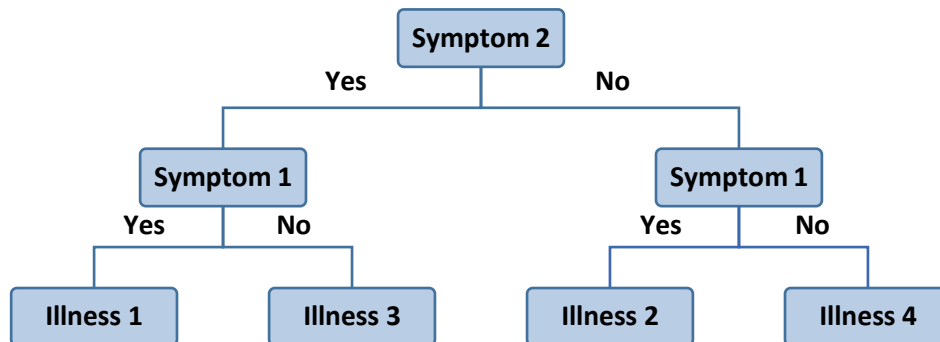 Symptom 2
Yes No
Symptom 1 Symptom 1
Yes No Yes No
Illness 1 Illness 3 Illness 2 Illness 4